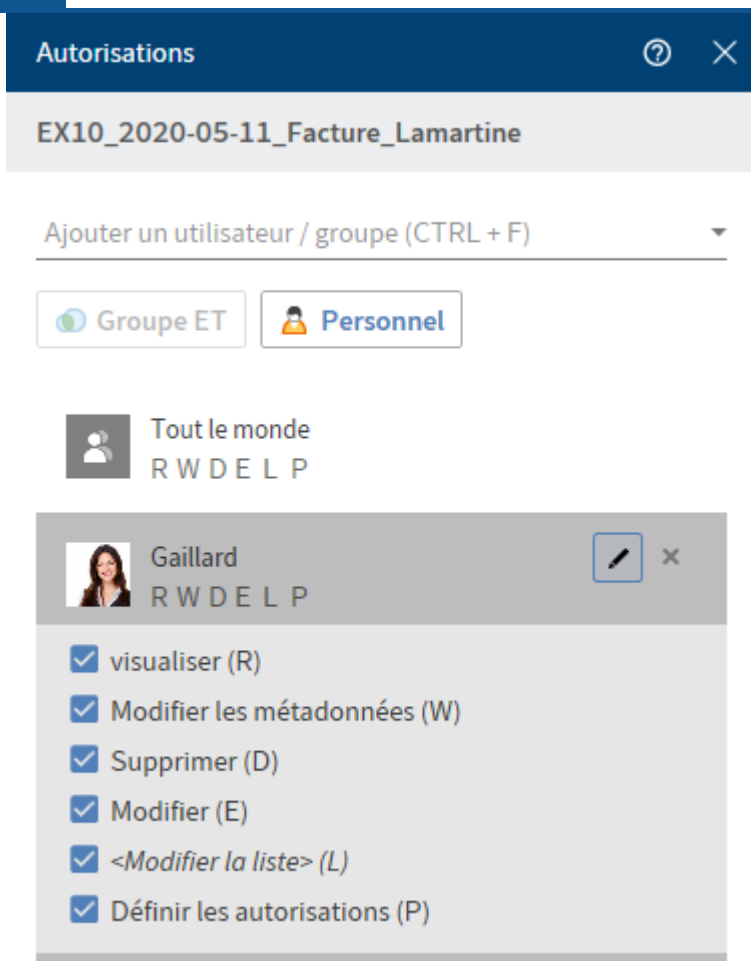 Autorisations
EX10_2020-05-11_Facture_Lamartine
Ajouter un utilisateur / groupe (CTRL + F)
Groupe ET Personnel
Tout le monde
R W D E L P
Gaillard
R W D E L P
visualiser (R)
Modifier les métadonnées (W)
Supprimer (D)
Modifier (E)
<Modifier la liste> (L)
Définir les autorisations (P)